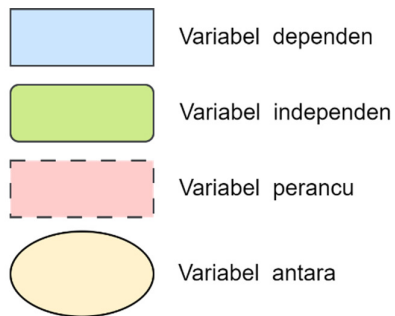 Variabel dependen
Variabel independen
Variabel perancu
Variabel antara